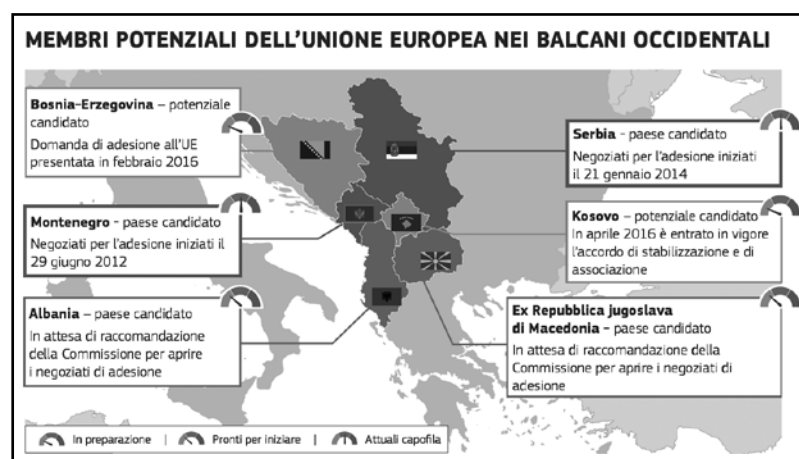 MEMBRI POTENZIALI DELL'UNIONE EUROPEA NEI BALCANI OCCIDENTALI
Bosnia-Erzegovina – potenziale
candidato
Domanda di adesione all'UE
presentata in febbraio 2016
Montenegro - paese candidato
Negoziati per l'adesione iniziati il
29 giugno 2012
Albania – paese candidato
In attesa di raccomandazione
della Commissione per aprire
i negoziati di adesione
Serbia - paese candidato
Negoziati per l'adesione iniziati
il 21 gennaio 2014
Kosovo – potenziale candidato
In aprile 2016 è entrato in vigore
l'accordo di stabilizzazione e di
associazione
Ex Repubblica jugoslava
di Macedonia - paese candidato
In attesa di raccomandazione della
Commissione per aprire i negoziati di
adesione
In preparazione | Pronti per iniziare | Attuali capofila